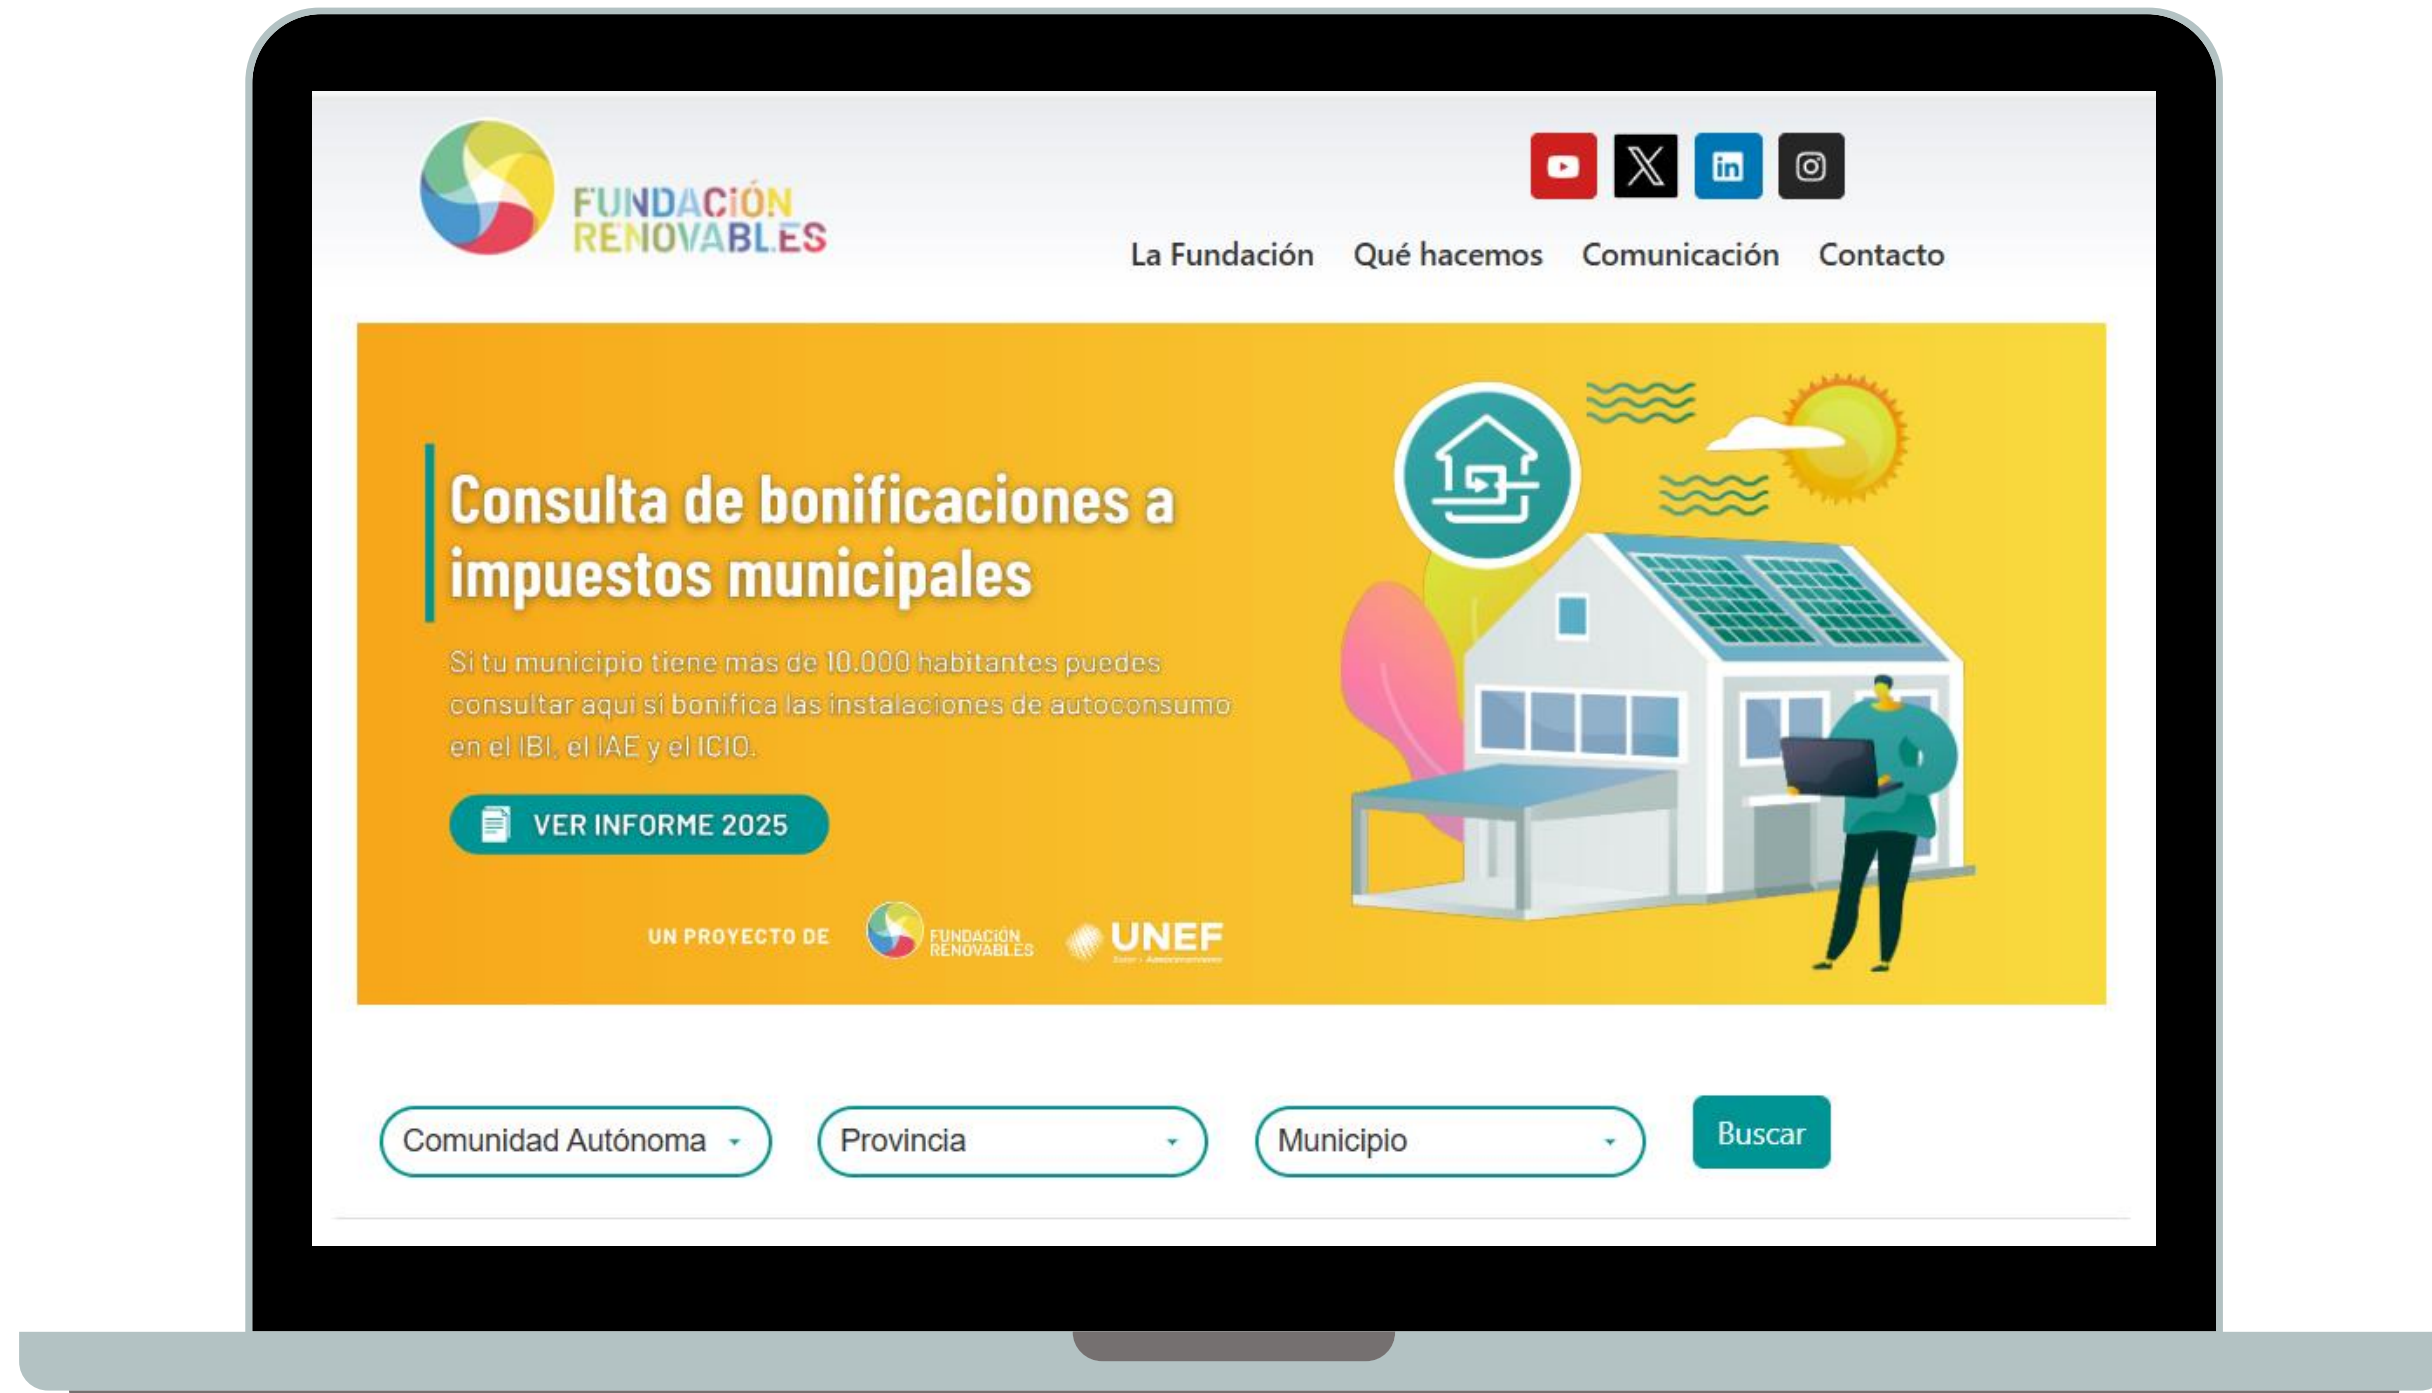 FUNDACIÓN
RENOVABLES
in
La Fundación Qué hacemos Comunicación Contacto
Consulta de bonificaciones a
impuestos municipales
Si tu municipio tiene más de 10.000 habitantes puedes
consultar aquí si bonifica las instalaciones de autoconsumo
en el IBI, el IAE y el ICIO.
VER INFORME 2025
UN PROYECTO DE
FUNDACIÓN
RENOVABLES
UNEF
Comunidad Autónoma
Provincia
Municipio
Buscar